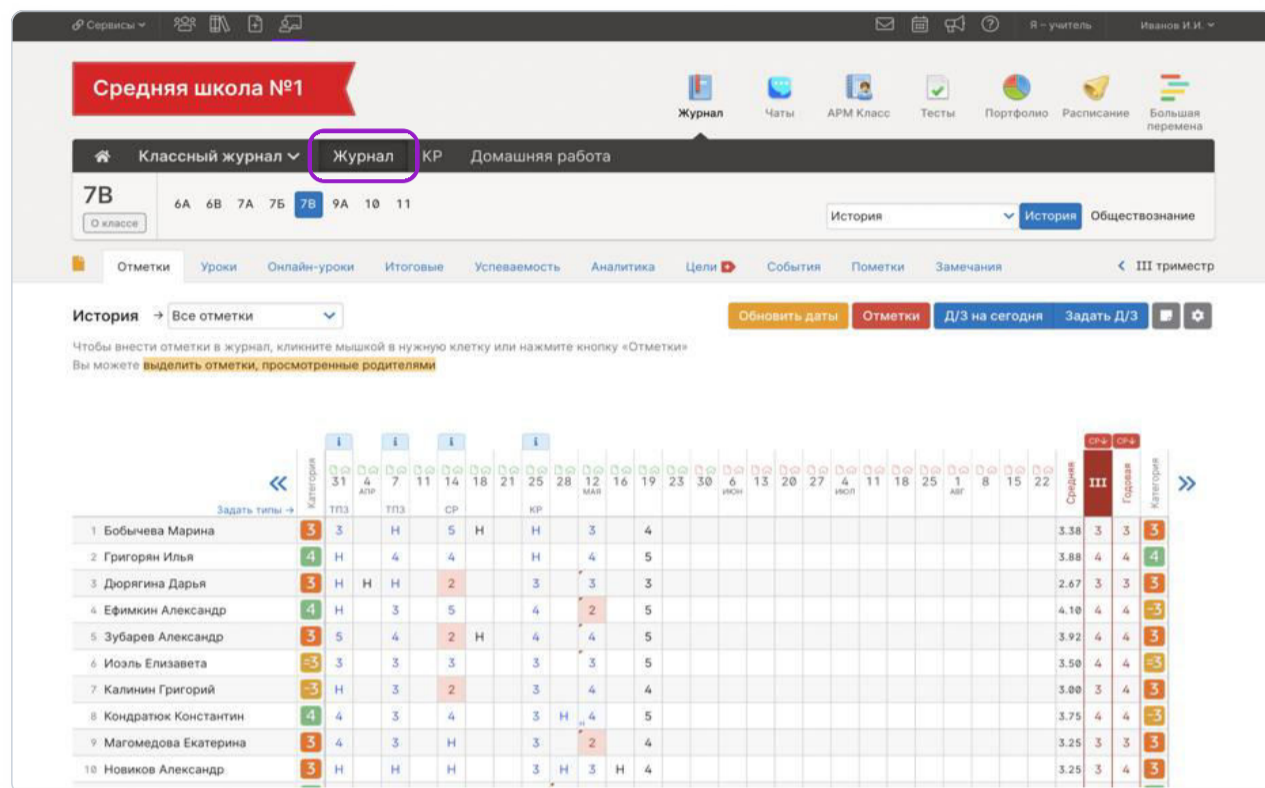 Сервисы Я – учитель Иванов И.И.
Средняя школа №1
Журнал Чаты АРМ Класс Тесты Портфолио Расписание Большая перемена
Классный журнал Журнал КР Домашняя работа
7В 6А 6В 7А 7Б 7В 9А 10 11
О классе История История Обществознание
Отметки Уроки Онлайн-уроки Итоговые Успеваемость Аналитика Цели События Пометки Замечания III триместр
История → Все отметки Обновить даты Отметки Д/З на сегодня Задать Д/З
Чтобы внести отметки в журнал, кликните мышкой в нужную клетку или нажмите кнопку «Отметки»
Вы можете выделить отметки, просмотренные родителями
i i i i СР↓ СР↓
« Категория 31 4 7 11 14 18 21 25 28 12 16 19 23 30 6 13 20 27 4 11 18 25 1 8 15 22 Средняя III Годовая Категория »
АПР МАЯ ИЮН ИЮЛ АВГ
Задать типы → ТПЗ ТПЗ СР КР
1 Бобычева Марина 3 3 Н 5 Н Н 3 4 3.38 3 3 3
2 Григорян Илья 4 Н 4 4 Н 4 5 3.88 4 4 4
3 Дюрягина Дарья 3 Н Н Н 2 3 3 3 2.67 3 3 3
4 Ефимкин Александр 4 Н 3 5 4 2 5 4.10 4 4 -3
5 Зубарев Александр 3 5 4 2 Н 4 4 5 3.92 4 4 3
6 Иоэль Елизавета =3 3 3 3 3 3 5 3.50 4 4 =3
7 Калинин Григорий -3 Н 3 2 3 4 4 3.00 3 4 3
8 Кондратюк Константин 4 4 3 4 3 Н 4 5 3.75 4 4 -3
9 Магомедова Екатерина 3 4 3 Н 3 2 4 3.25 3 3 3
10 Новиков Александр 3 Н Н Н 3 Н 3 Н 4 3.25 3 4 3